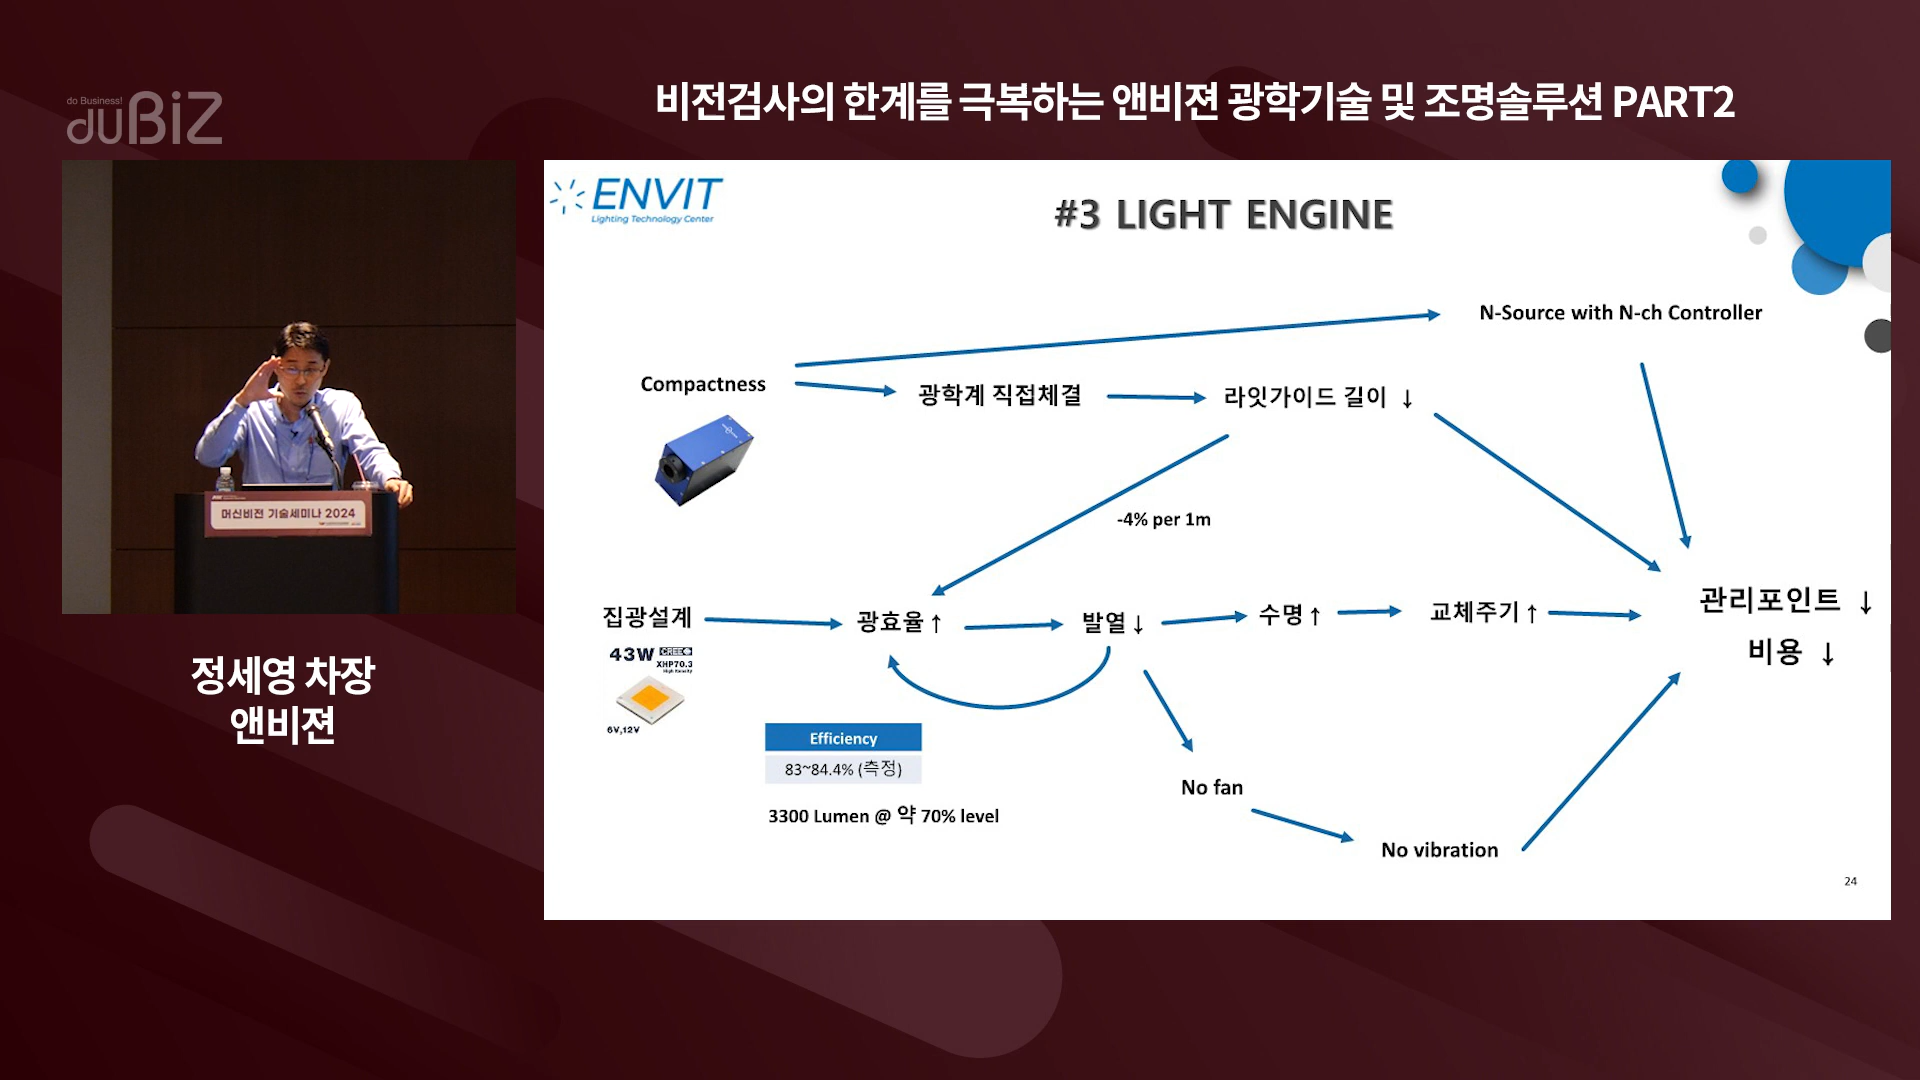 do Business!
duBiZ
비전검사의 한계를 극복하는 앤비젼 광학기술 및 조명솔루션 PART2
ENVIT
Lighting Technology Center
#3 LIGHT ENGINE
N-Source with N-ch Controller
Compactness
광학계 직접체결
라잇가이드 길이 ↓
-4% per 1m
집광설계
광효율↑
발열↓
수명↑
교체주기↑
관리포인트 ↓
비용 ↓
43W CREE
XHP70.3
High Density
6V,12V
Efficiency
83~84.4% (측정)
3300 Lumen @ 약 70% level
No fan
No vibration
24
머신비전 기술세미나 2024
정세영 차장
앤비젼